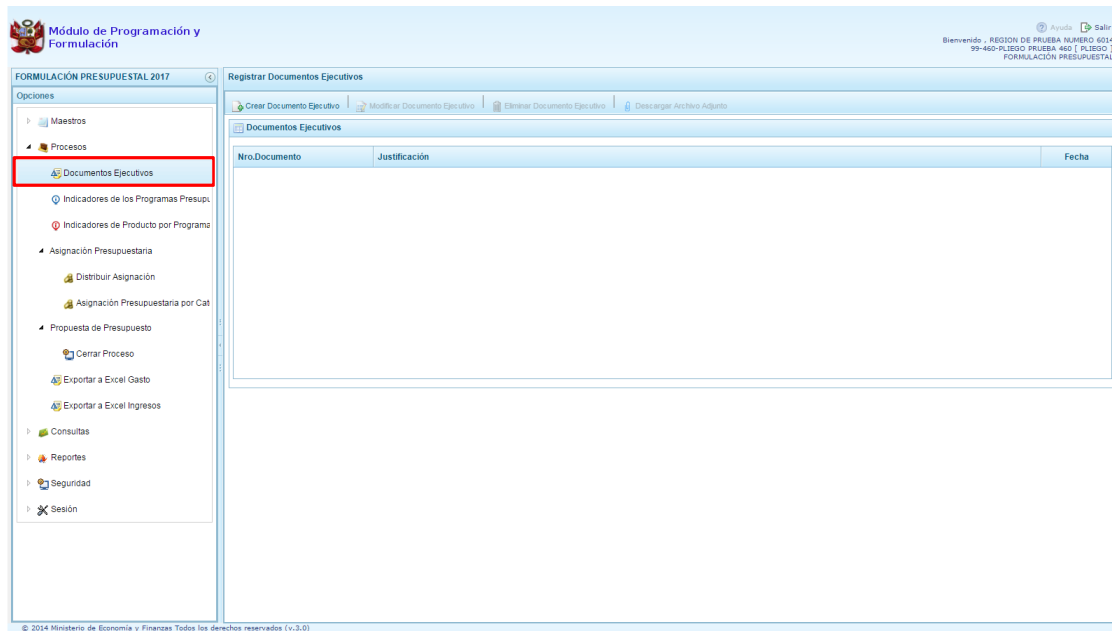 Módulo de Programación y
Formulación
Ayuda Salir
Bienvenido , REGION DE PRUEBA NUMERO 6014
99-460-PLIEGO PRUEBA 460 [ PLIEGO ]
FORMULACIÓN PRESUPUESTAL
FORMULACIÓN PRESUPUESTAL 2017
Opciones
Maestros
Procesos
Documentos Ejecutivos
Indicadores de los Programas Presupu
Indicadores de Producto por Programa
Asignación Presupuestaria
Distribuir Asignación
Asignación Presupuestaria por Cat
Propuesta de Presupuesto
Cerrar Proceso
Exportar a Excel Gasto
Exportar a Excel Ingresos
Consultas
Reportes
Seguridad
Sesión
Registrar Documentos Ejecutivos
Crear Documento Ejecutivo Modificar Documento Ejecutivo Eliminar Documento Ejecutivo Descargar Archivo Adjunto
Documentos Ejecutivos
Nro.Documento Justificación Fecha
© 2014 Ministerio de Economía y Finanzas Todos los derechos reservados (v.3.0)